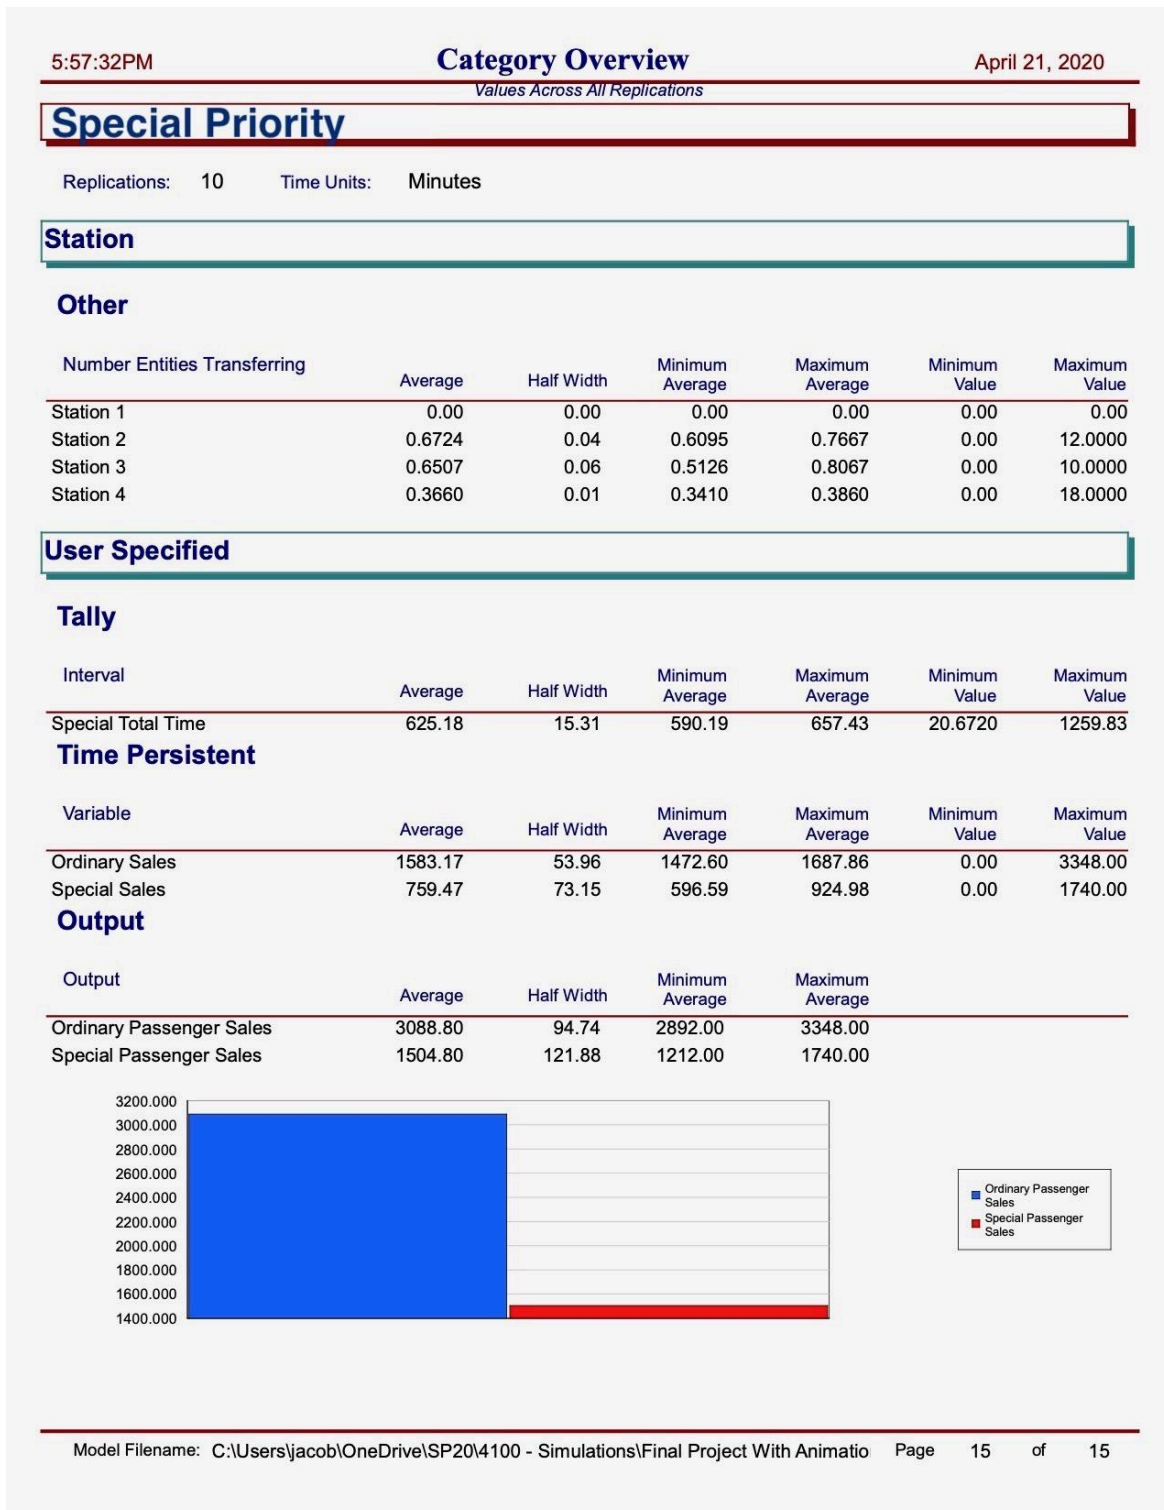 5:57:32PM Category Overview April 21, 2020
Values Across All Replications
Special Priority
Replications: 10 Time Units: Minutes
Station
Other
Number Entities Transferring Average Half Width Minimum Average Maximum Average Minimum Value Maximum Value
Station 1 0.00 0.00 0.00 0.00 0.00 0.00
Station 2 0.6724 0.04 0.6095 0.7667 0.00 12.0000
Station 3 0.6507 0.06 0.5126 0.8067 0.00 10.0000
Station 4 0.3660 0.01 0.3410 0.3860 0.00 18.0000
User Specified
Tally
Interval Average Half Width Minimum Average Maximum Average Minimum Value Maximum Value
Special Total Time 625.18 15.31 590.19 657.43 20.6720 1259.83
Time Persistent
Variable Average Half Width Minimum Average Maximum Average Minimum Value Maximum Value
Ordinary Sales 1583.17 53.96 1472.60 1687.86 0.00 3348.00
Special Sales 759.47 73.15 596.59 924.98 0.00 1740.00
Output
Output Average Half Width Minimum Average Maximum Average
Ordinary Passenger Sales 3088.80 94.74 2892.00 3348.00
Special Passenger Sales 1504.80 121.88 1212.00 1740.00
3200.000
3000.000
2800.000
2600.000
2400.000
2200.000
2000.000
1800.000
1600.000
1400.000
Ordinary Passenger
Sales
Special Passenger
Sales
Model Filename: C:\Users\jacob\OneDrive\SP20\4100 - Simulations\Final Project With Animatio Page 15 of 15